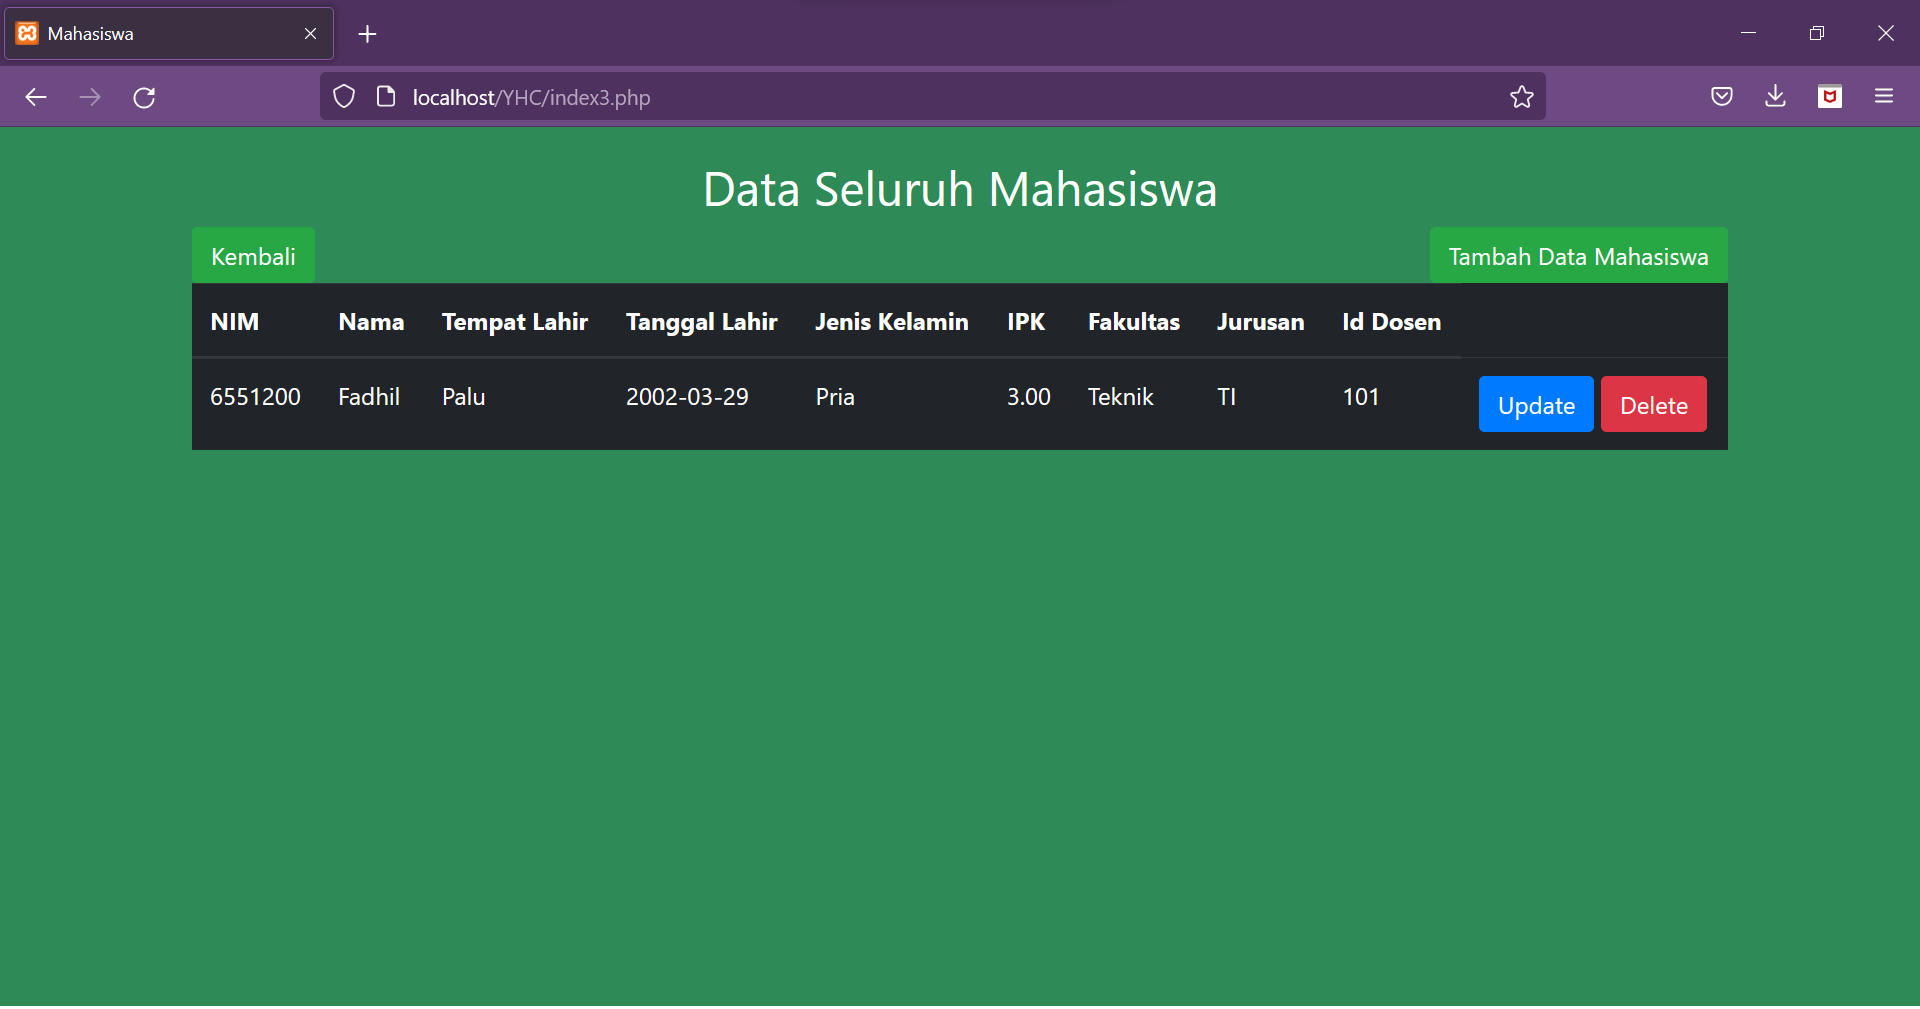 Mahasiswa
localhost/YHC/index3.php
Data Seluruh Mahasiswa
Kembali Tambah Data Mahasiswa
NIM Nama Tempat Lahir Tanggal Lahir Jenis Kelamin IPK Fakultas Jurusan Id Dosen
6551200 Fadhil Palu 2002-03-29 Pria 3.00 Teknik TI 101 Update Delete